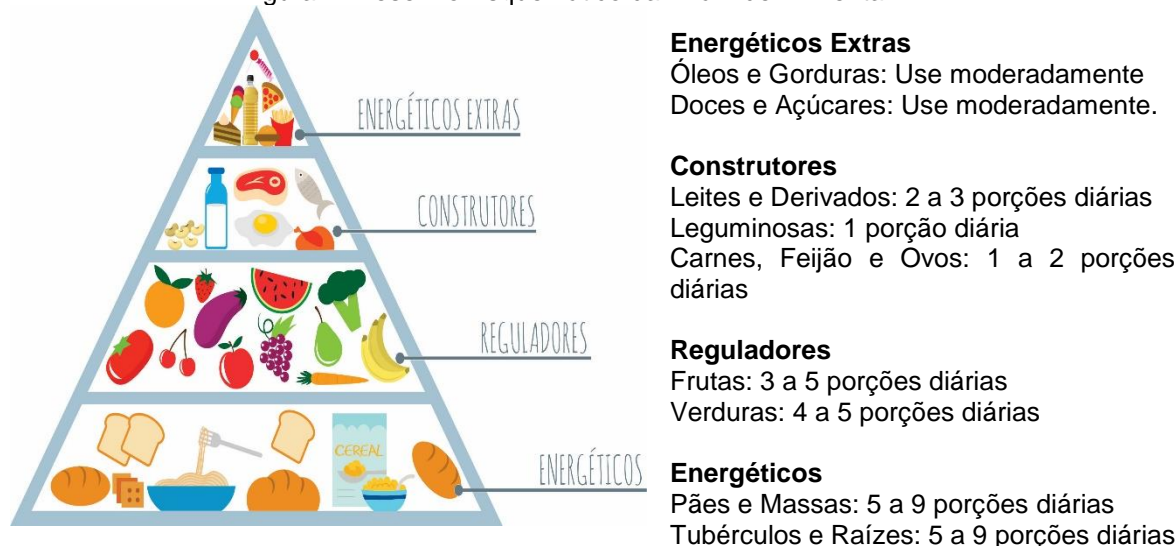 ENERGÉTICOS EXTRAS
CONSTRUTORES
REGULADORES
CEREAL
ENERGÉTICOS
Energéticos Extras
Óleos e Gorduras: Use moderadamente
Doces e Açúcares: Use moderadamente.
Construtores
Leites e Derivados: 2 a 3 porções diárias
Leguminosas: 1 porção diária
Carnes, Feijão e Ovos: 1 a 2 porções
diárias
Reguladores
Frutas: 3 a 5 porções diárias
Verduras: 4 a 5 porções diárias
Energéticos
Pães e Massas: 5 a 9 porções diárias
Tubérculos e Raízes: 5 a 9 porções diárias